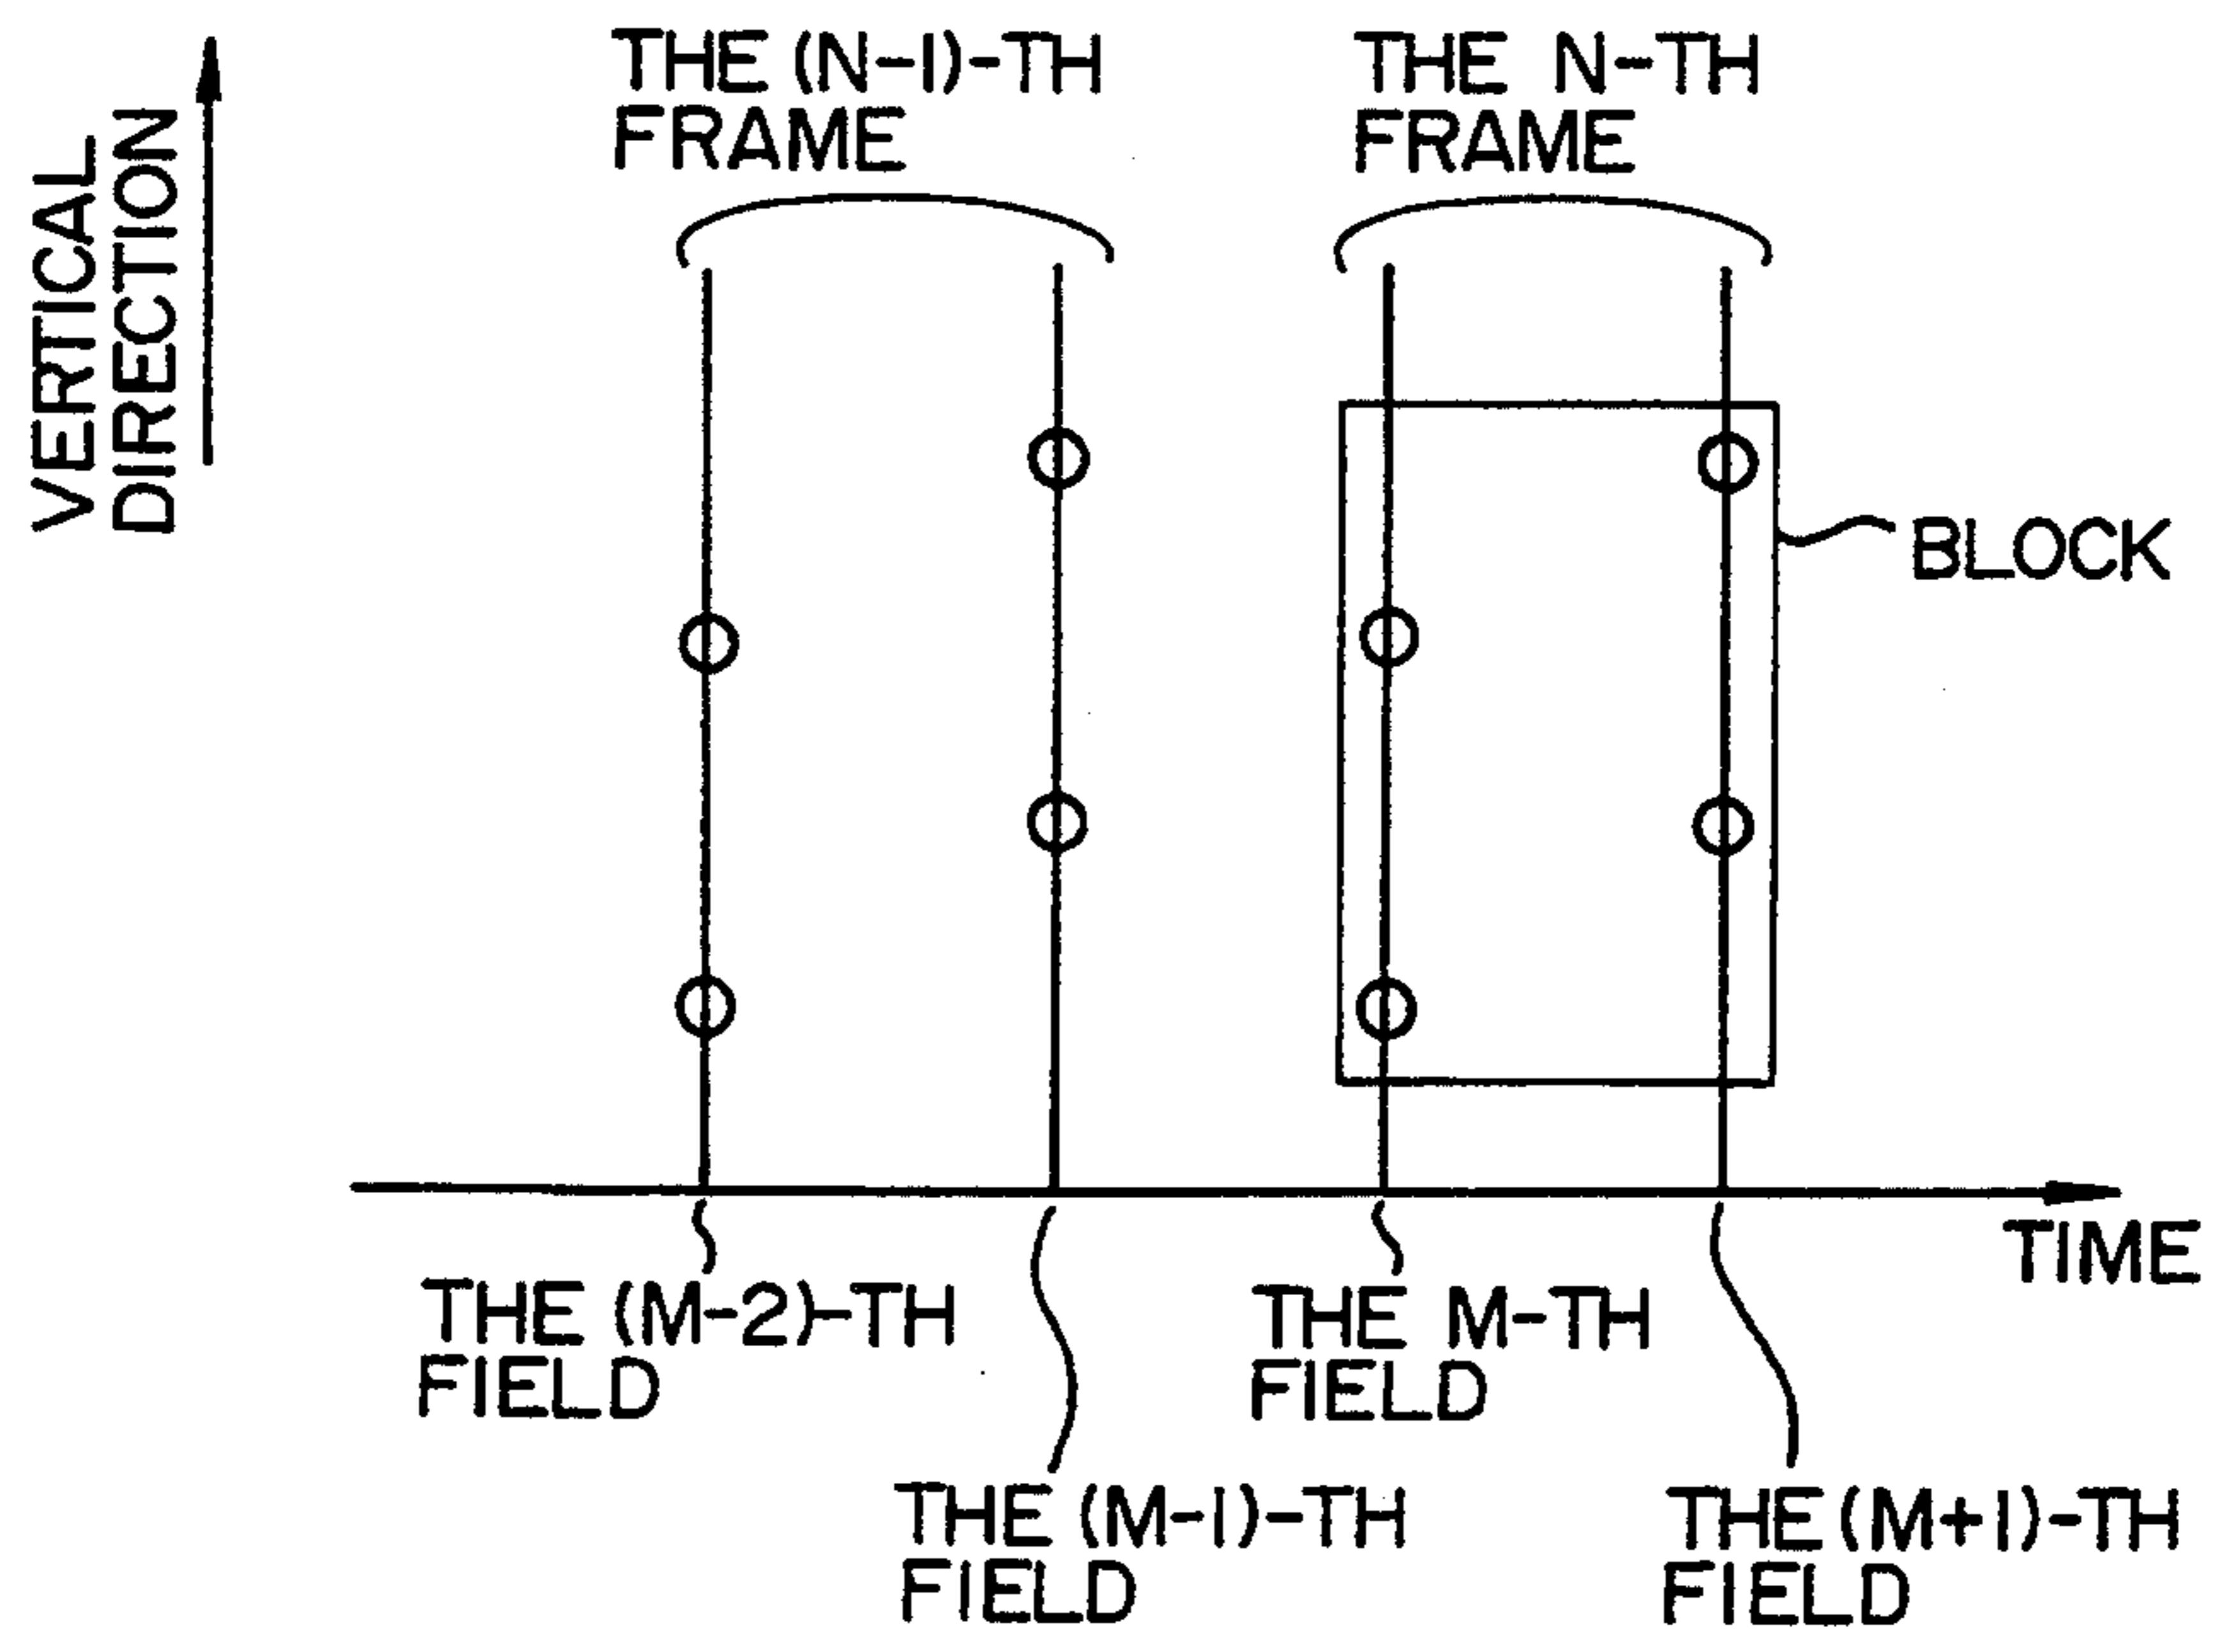 VERTICAL
DIRECTION
THE (N-1)-TH
FRAME
THE N-TH
FRAME
BLOCK
TIME
THE (M-2)-TH
FIELD
THE M-TH
FIELD
THE (M-1)-TH
FIELD
THE (M+1)-TH
FIELD